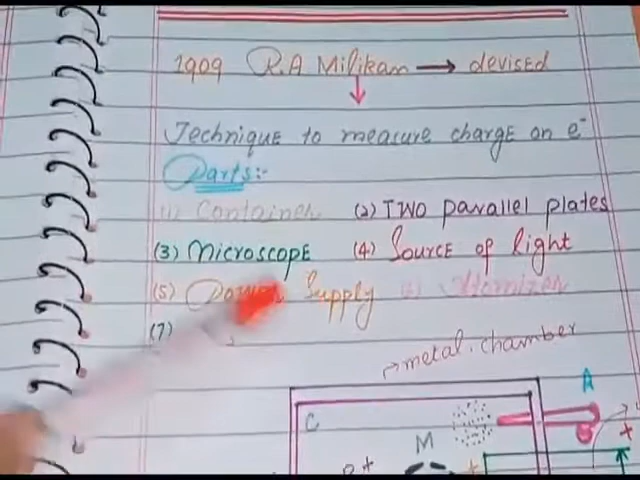 1909 R.A Milikan → devised
Technique to measure charge on e⁻
Parts:-
(1) Container (2) Two parallel plates
(3) Microscope (4) Source of light
(5) Power Supply (6) Atomizer
(7)
→ metal chamber
A
C
M
P+
+
+